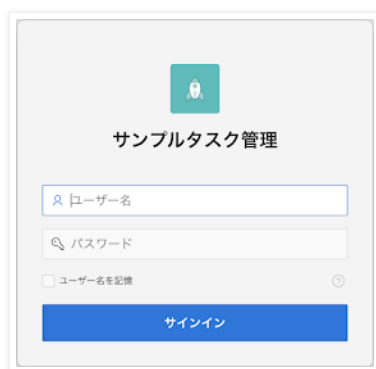 サンプルタスク管理
ユーザー名
パスワード
ユーザー名を記憶
サインイン